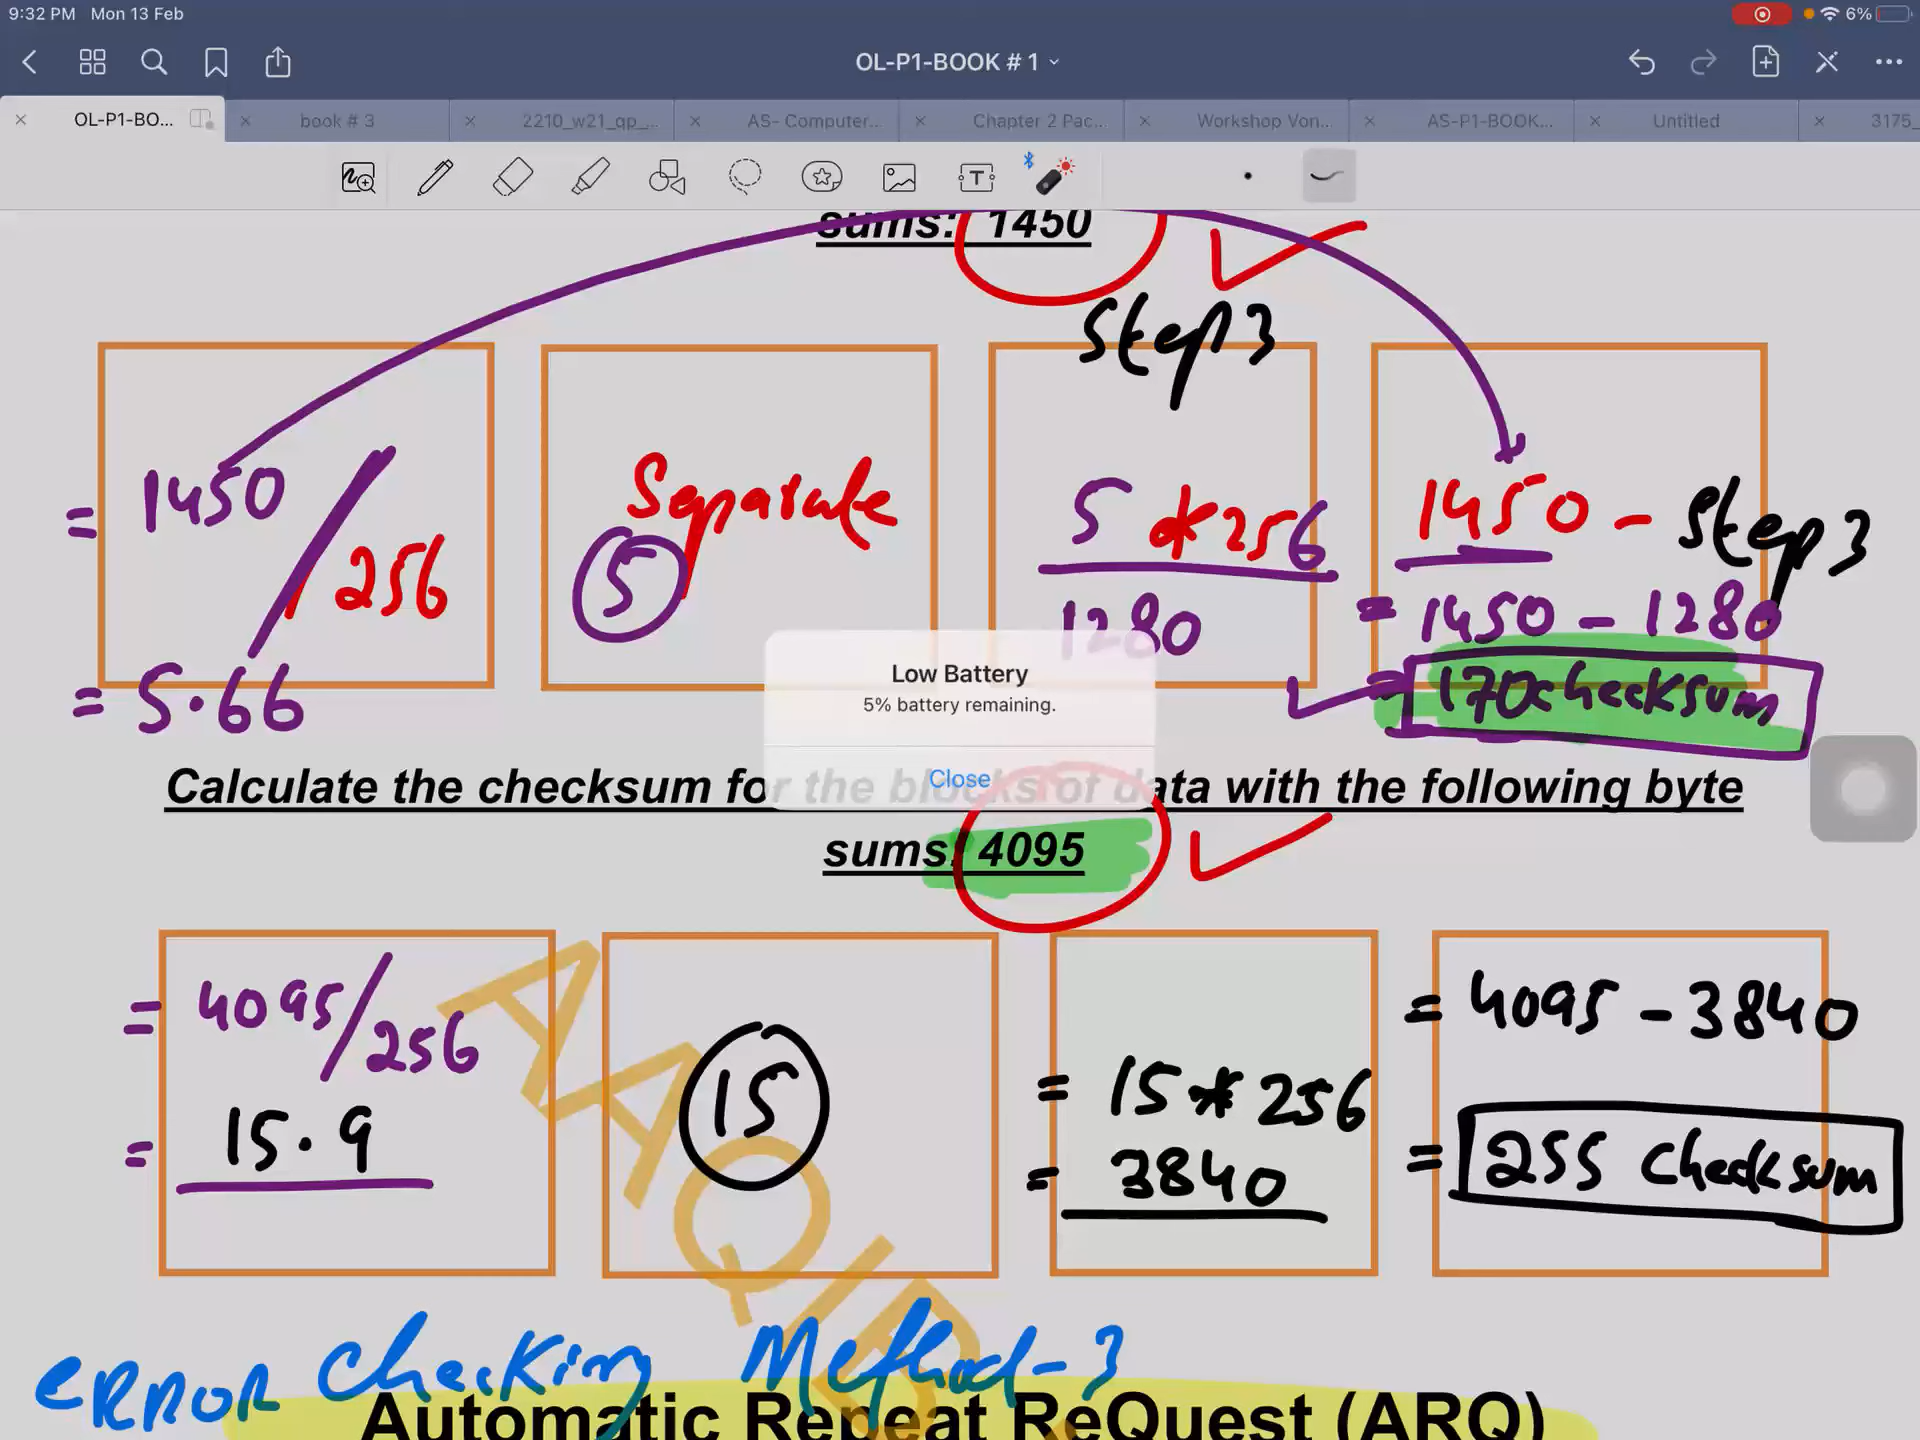 9:32 PM Mon 13 Feb
6%
OL-P1-BOOK # 1
OL-P1-BO...
book # 3
2210_w21_qp_...
AS- Computer...
Chapter 2 Pac...
Workshop Von...
AS-P1-BOOK...
Untitled
3175_
sums: 1450
Step 3
= 1450 / 256
= 5.66
Separate
5
5 * 256
1280
1450 - Step 3
= 1450 - 1280
= 170 checksum
Low Battery
5% battery remaining.
Close
Calculate the checksum for the blocks of data with the following byte
sums: 4095
= 4095/256
= 15.9
15
= 15 * 256
= 3840
= 4095 - 3840
= 255 Checksum
AAQIB
ERROR Checking Method-3
Automatic Repeat ReQuest (ARQ)